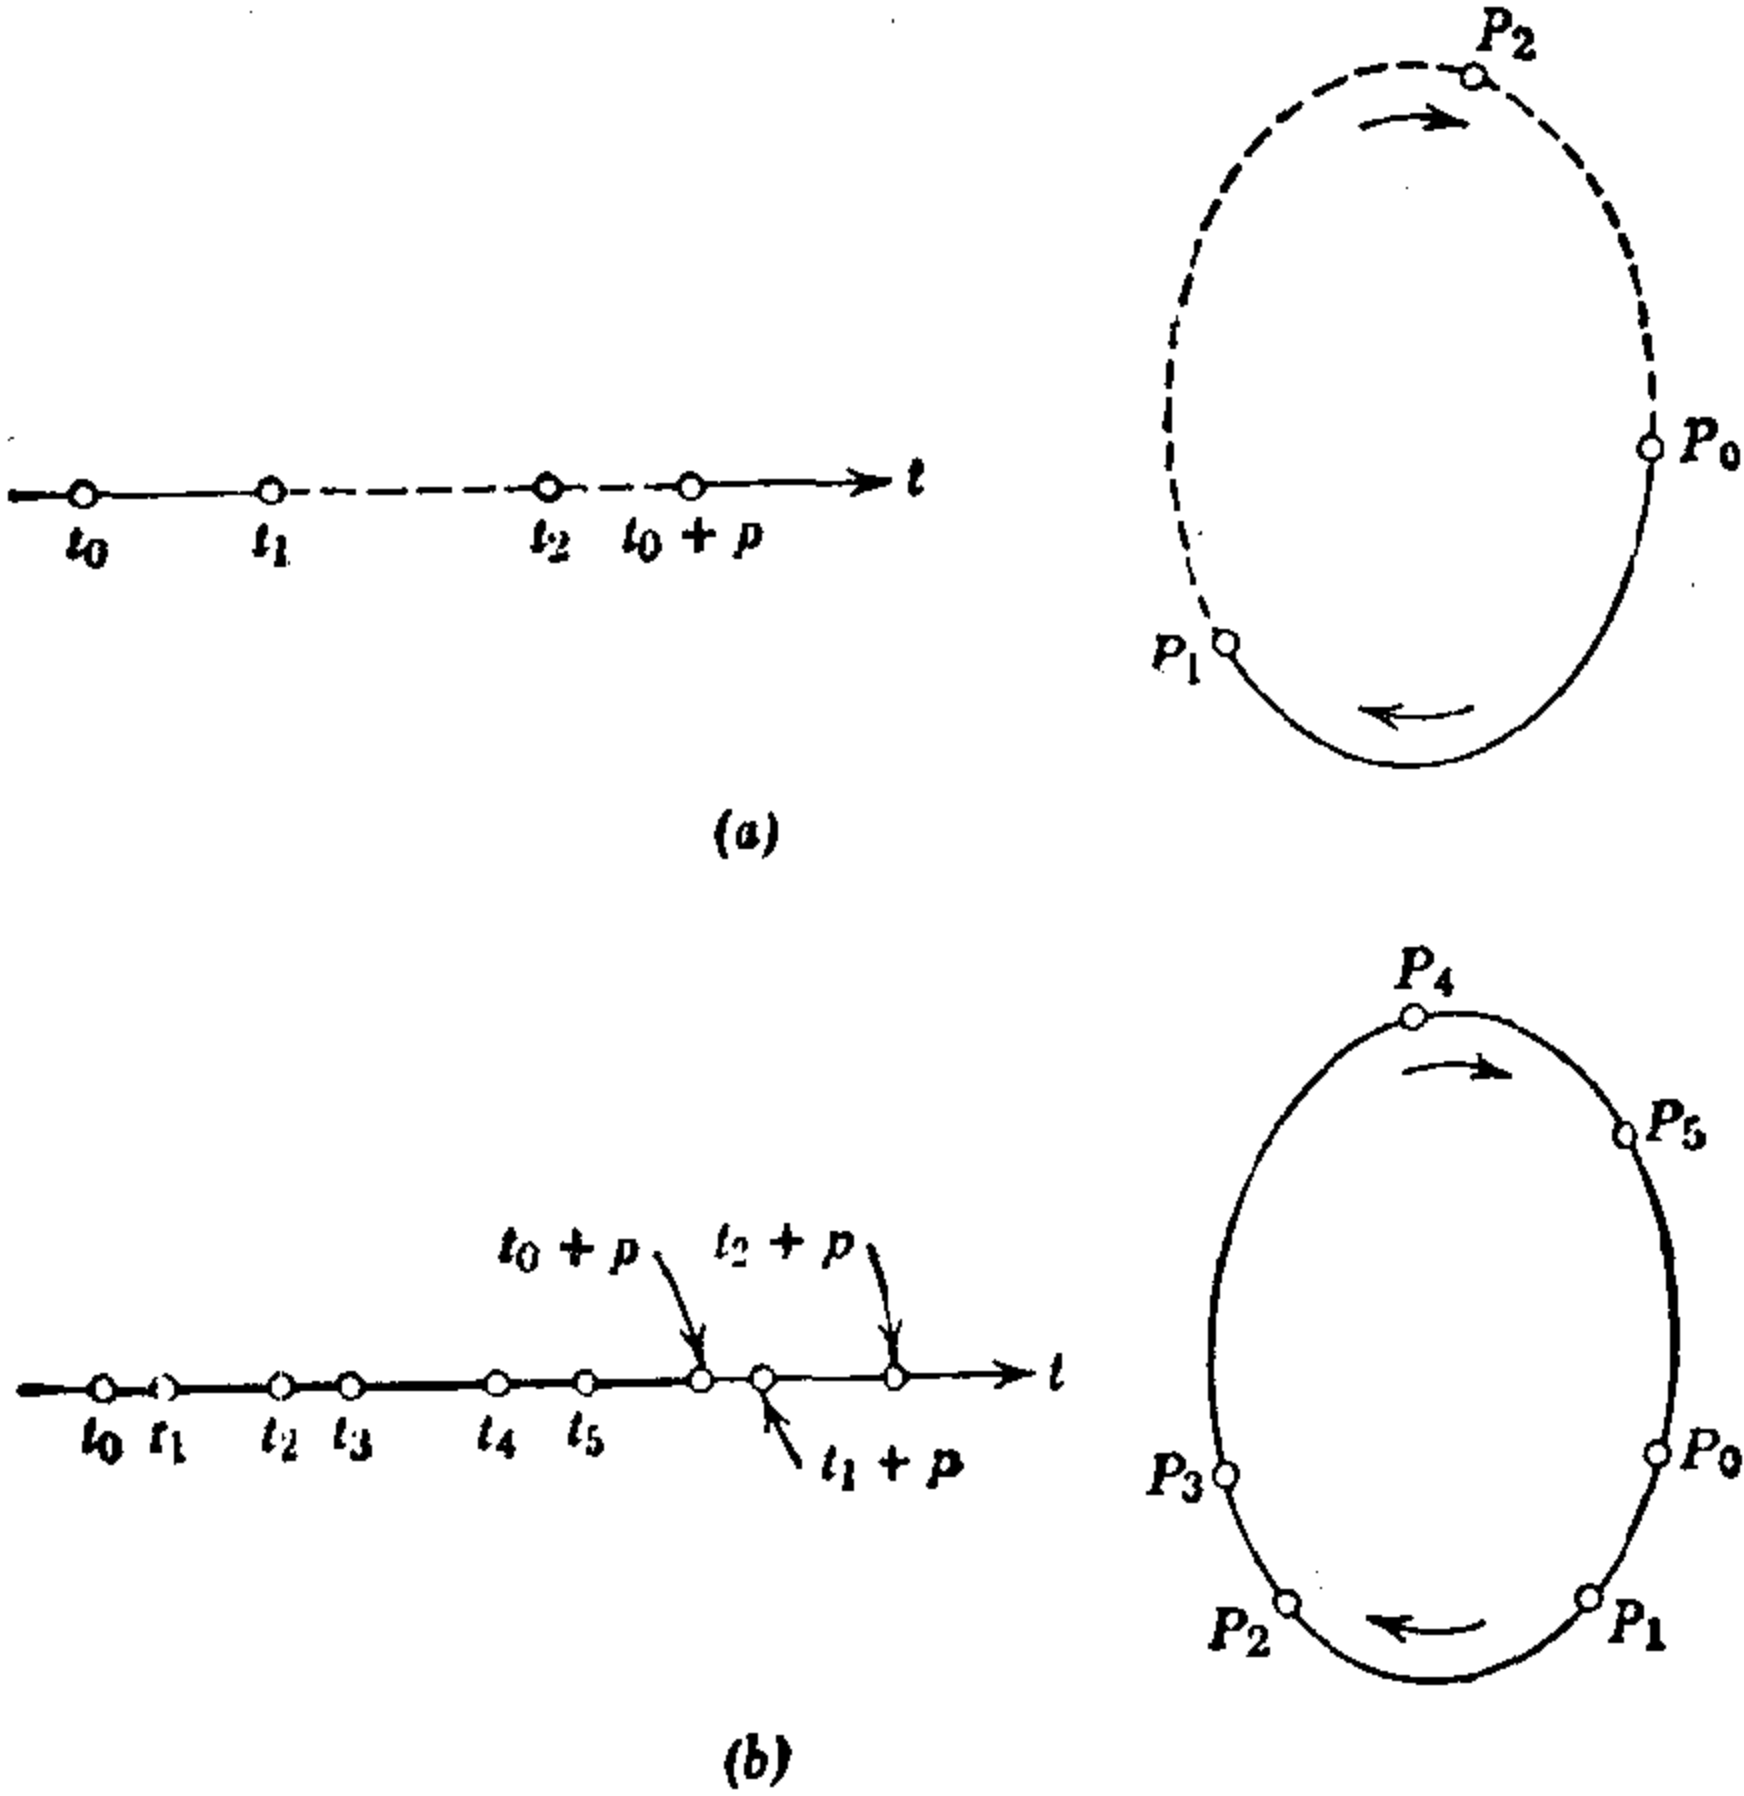 P₂
P₀
t
t₀ t₁ t₂ t₀ + p
P₁
(a)
P₄
P₅
t₀ + p t₂ + p
t
t₀ t₁ t₂ t₃ t₄ t₅
t₁ + p
P₃ P₀
P₂ P₁
(b)